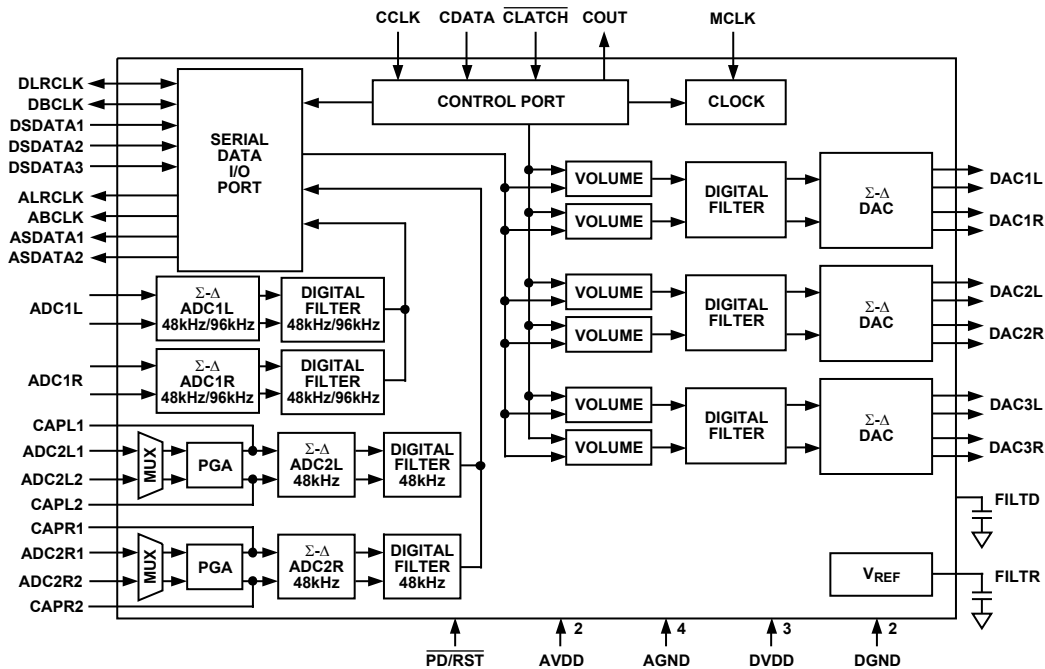 CCLK CDATA CLATCH COUT MCLK
DLRCLK
DBCLK
DSDATA1
DSDATA2
DSDATA3
ALRCLK
ABCLK
ASDATA1
ASDATA2
SERIAL
DATA
I/O
PORT
CONTROL PORT
CLOCK
VOLUME
VOLUME
DIGITAL
FILTER
Σ-Δ
DAC
DAC1L
DAC1R
VOLUME
VOLUME
DIGITAL
FILTER
Σ-Δ
DAC
DAC2L
DAC2R
VOLUME
VOLUME
DIGITAL
FILTER
Σ-Δ
DAC
DAC3L
DAC3R
ADC1L
Σ-Δ
ADC1L
48kHz/96kHz
DIGITAL
FILTER
48kHz/96kHz
ADC1R
Σ-Δ
ADC1R
48kHz/96kHz
DIGITAL
FILTER
48kHz/96kHz
CAPL1
ADC2L1
ADC2L2
CAPL2
MUX
PGA
Σ-Δ
ADC2L
48kHz
DIGITAL
FILTER
48kHz
CAPR1
ADC2R1
ADC2R2
CAPR2
MUX
PGA
Σ-Δ
ADC2R
48kHz
DIGITAL
FILTER
48kHz
FILTD
VREF
FILTR
2 4 3 2
PD/RST AVDD AGND DVDD DGND